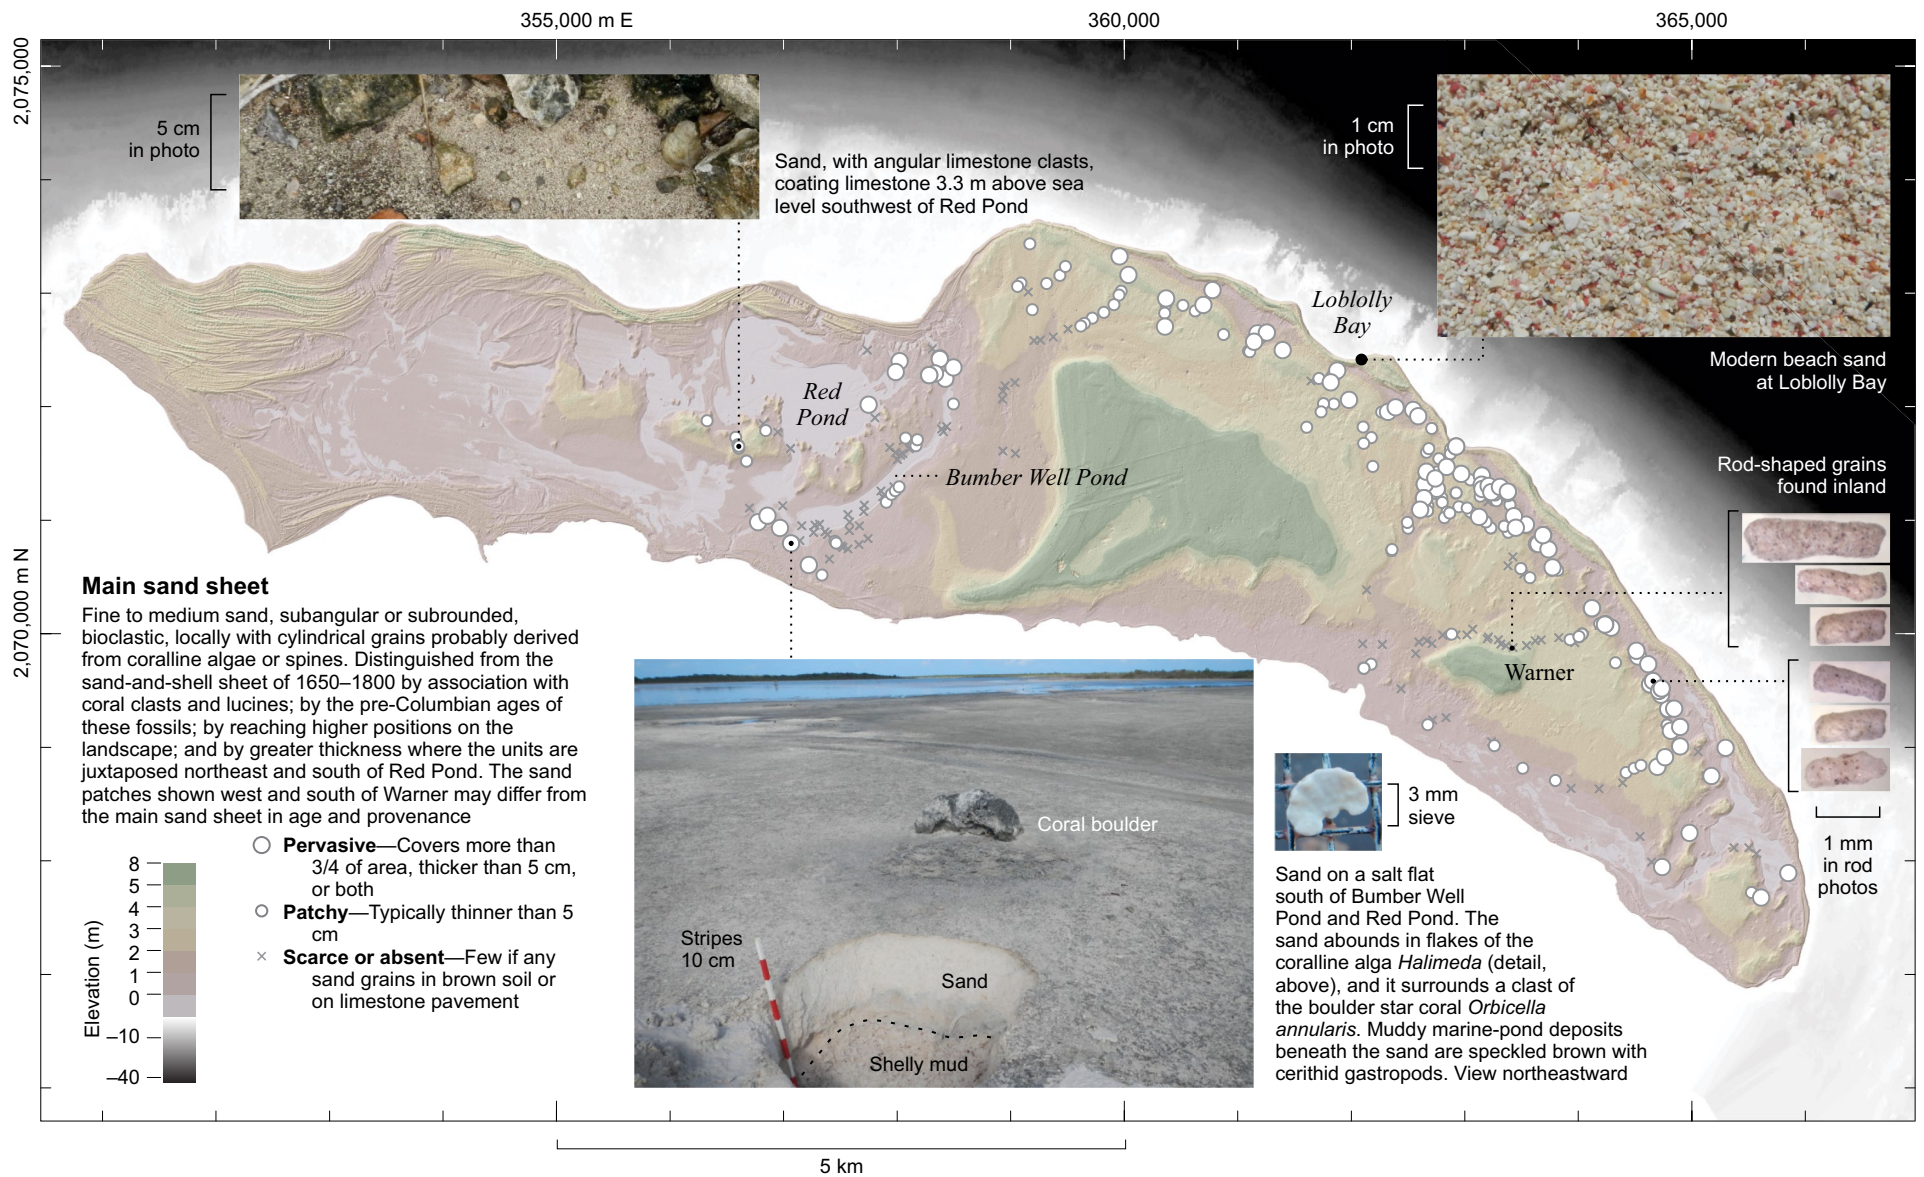 355,000 m E
360,000
365,000
2,075,000
2,070,000 m N
5 cm
in photo
Sand, with angular limestone clasts,
coating limestone 3.3 m above sea
level southwest of Red Pond
1 cm
in photo
Loblolly
Bay
Modern beach sand
at Loblolly Bay
Red
Pond
Bumber Well Pond
Rod-shaped grains
found inland
Warner
1 mm
in rod
photos
Main sand sheet
Fine to medium sand, subangular or subrounded,
bioclastic, locally with cylindrical grains probably derived
from coralline algae or spines. Distinguished from the
sand-and-shell sheet of 1650–1800 by association with
coral clasts and lucines; by the pre-Columbian ages of
these fossils; by reaching higher positions on the
landscape; and by greater thickness where the units are
juxtaposed northeast and south of Red Pond. The sand
patches shown west and south of Warner may differ from
the main sand sheet in age and provenance
Pervasive—Covers more than
3/4 of area, thicker than 5 cm,
or both
Patchy—Typically thinner than 5
cm
Scarce or absent—Few if any
sand grains in brown soil or
on limestone pavement
Elevation (m)
8
5
4
3
2
1
0
–10
–40
Coral boulder
Stripes
10 cm
Sand
Shelly mud
3 mm
sieve
Sand on a salt flat
south of Bumber Well
Pond and Red Pond. The
sand abounds in flakes of the
coralline alga Halimeda (detail,
above), and it surrounds a clast of
the boulder star coral Orbicella
annularis. Muddy marine-pond deposits
beneath the sand are speckled brown with
cerithid gastropods. View northeastward
5 km